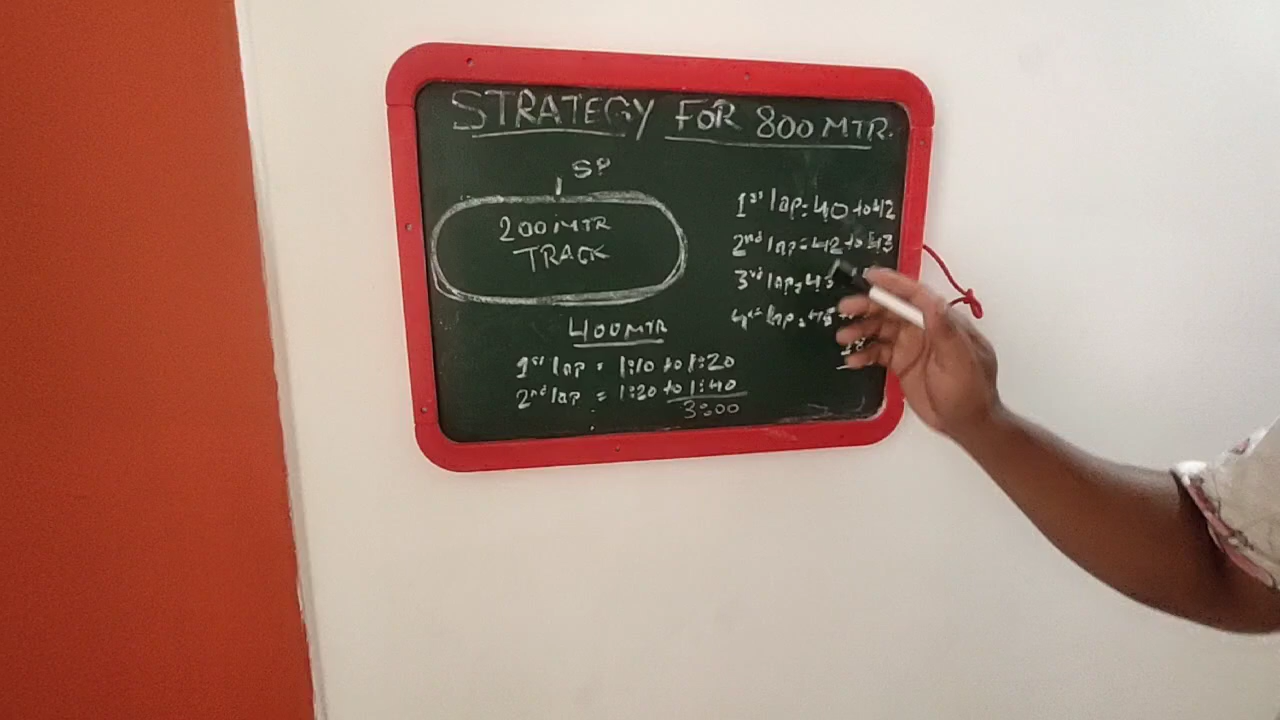 STRATEGY FOR 800 MTR.
SP
200 MTR
TRACK
400 MTR
1st lap = 1:10 to 1:20
2nd lap = 1:20 to 1:40
3:00
1st lap = 40 to 42
2nd lap = 42 to 43
3rd lap = 43
4th lap =